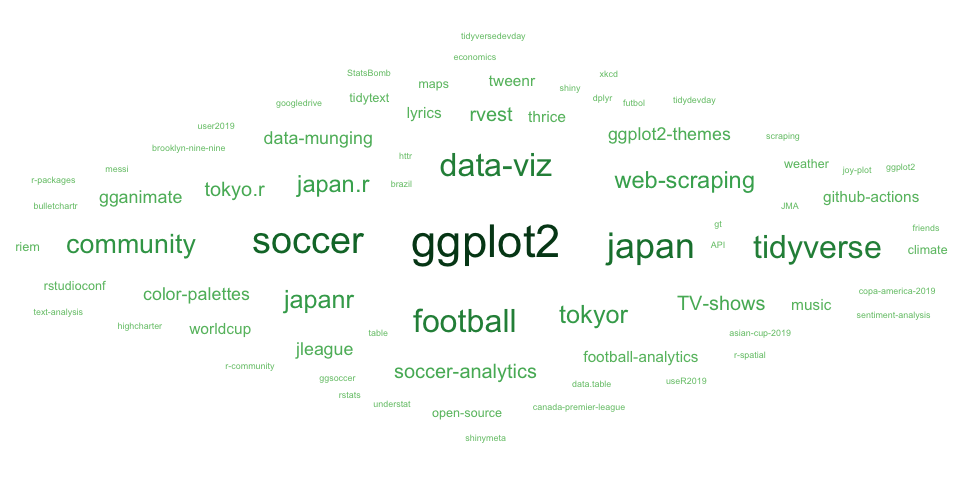 tidyversedevday
economics
StatsBomb
maps
tweenr
shiny
xkcd
googledrive
tidytext
dplyr
futbol
tidydevday
lyrics
rvest
thrice
user2019
data-munging
ggplot2-themes
scraping
brooklyn-nine-nine
httr
data-viz
messi
weather
joy-plot
ggplot2
r-packages
gganimate
tokyo.r
japan.r
brazil
web-scraping
github-actions
bulletchartr
JMA
gt
friends
riem
community
soccer
ggplot2
japan
API
tidyverse
climate
rstudioconf
color-palettes
japanr
TV-shows
music
copa-america-2019
text-analysis
highcharter
worldcup
football
tokyor
sentiment-analysis
table
asian-cup-2019
jleague
football-analytics
r-spatial
r-community
ggsoccer
soccer-analytics
data.table
useR2019
rstats
understat
open-source
canada-premier-league
shinymeta